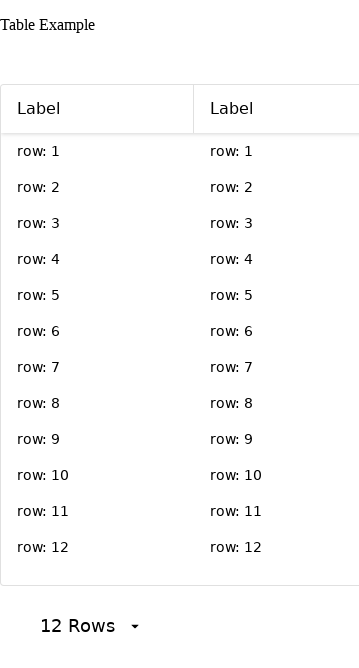 Table Example
Label Label
row: 1 row: 1
row: 2 row: 2
row: 3 row: 3
row: 4 row: 4
row: 5 row: 5
row: 6 row: 6
row: 7 row: 7
row: 8 row: 8
row: 9 row: 9
row: 10 row: 10
row: 11 row: 11
row: 12 row: 12
12 Rows